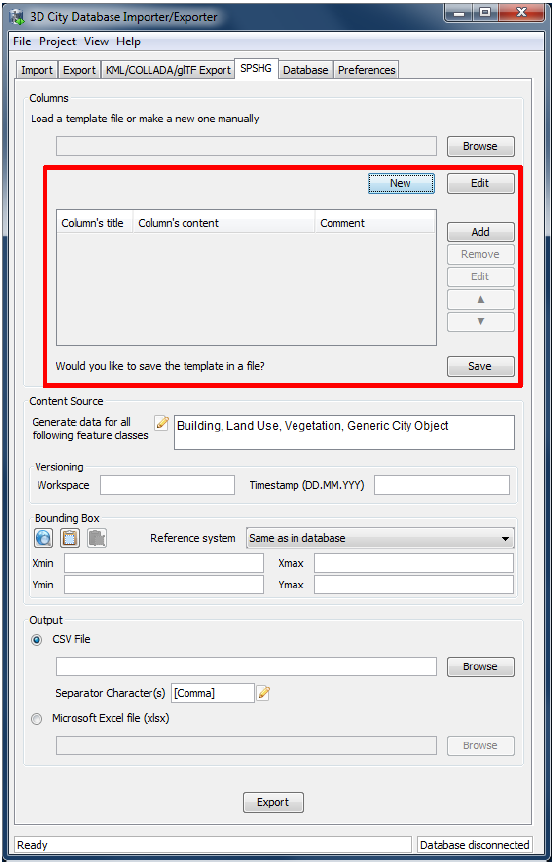 3D City Database Importer/Exporter
File Project View Help
Import Export KML/COLLADA/glTF Export SPSHG Database Preferences
Columns
Load a template file or make a new one manually
Browse
New Edit
Column's title Column's content Comment
Add
Remove
Edit
▲
▼
Would you like to save the template in a file? Save
Content Source
Generate data for all
following feature classes
Building, Land Use, Vegetation, Generic City Object
Versioning
Workspace Timestamp (DD.MM.YYY)
Bounding Box
Reference system Same as in database
Xmin Xmax
Ymin Ymax
Output
CSV File
Browse
Separator Character(s) [Comma]
Microsoft Excel file (xlsx)
Browse
Export
Ready Database disconnected